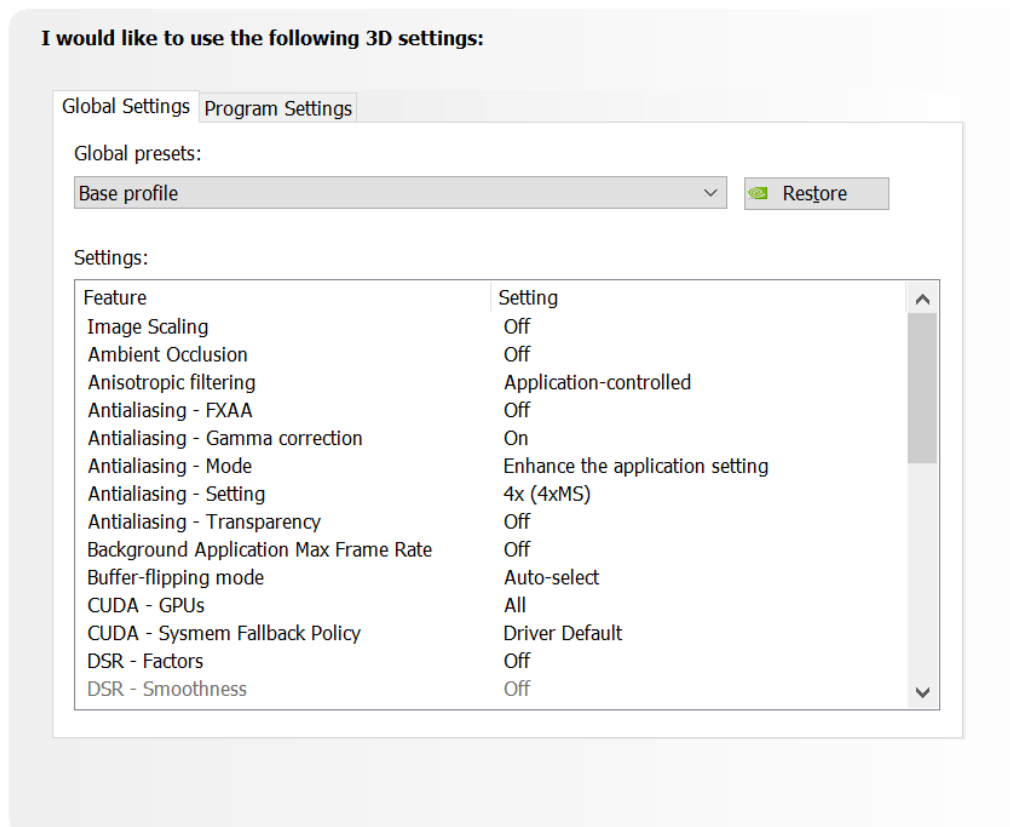 I would like to use the following 3D settings:
Global Settings Program Settings
Global presets:
Base profile Restore
Settings:
Feature Setting
Image Scaling Off
Ambient Occlusion Off
Anisotropic filtering Application-controlled
Antialiasing - FXAA Off
Antialiasing - Gamma correction On
Antialiasing - Mode Enhance the application setting
Antialiasing - Setting 4x (4xMS)
Antialiasing - Transparency Off
Background Application Max Frame Rate Off
Buffer-flipping mode Auto-select
CUDA - GPUs All
CUDA - Sysmem Fallback Policy Driver Default
DSR - Factors Off
DSR - Smoothness Off